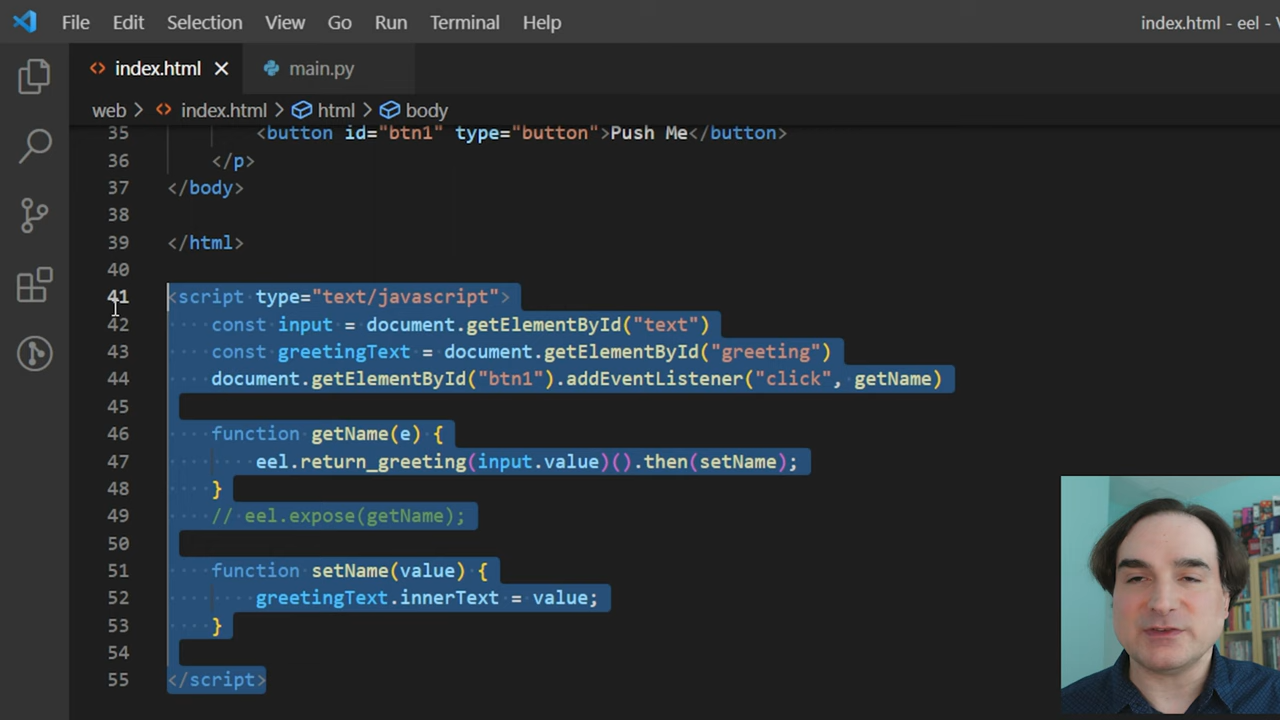 File Edit Selection View Go Run Terminal Help index.html - eel - V
index.html main.py
web > index.html > html > body
35 <button id="btn1" type="button">Push Me</button>
36 </p>
37 </body>
38
39 </html>
40
41 <script type="text/javascript">
42 const input = document.getElementById("text")
43 const greetingText = document.getElementById("greeting")
44 document.getElementById("btn1").addEventListener("click", getName)
45
46 function getName(e) {
47 eel.return_greeting(input.value)().then(setName);
48 }
49 // eel.expose(getName);
50
51 function setName(value) {
52 greetingText.innerText = value;
53 }
54
55 </script>